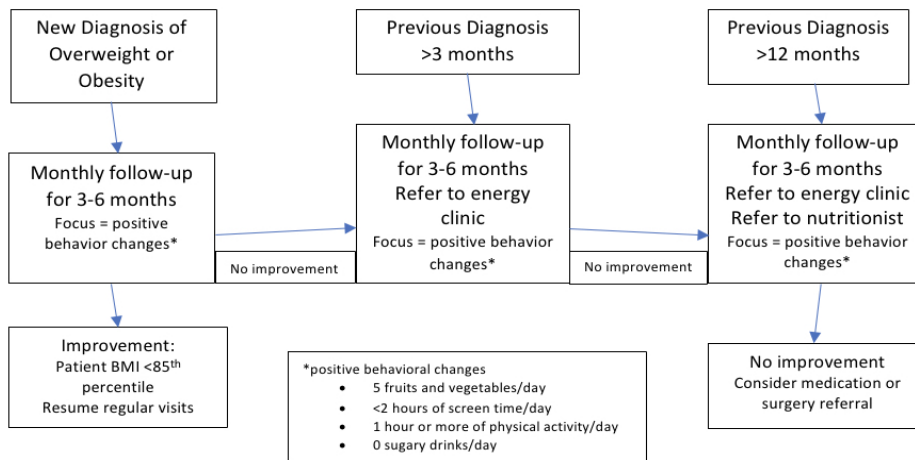 New Diagnosis of
Overweight or
Obesity
Previous Diagnosis
>3 months
Previous Diagnosis
>12 months
Monthly follow-up
for 3-6 months
Focus = positive
behavior changes*
No improvement
Monthly follow-up
for 3-6 months
Refer to energy
clinic
Focus = positive behavior
changes*
No improvement
Monthly follow-up
for 3-6 months
Refer to energy clinic
Refer to nutritionist
Focus = positive behavior
changes*
Improvement:
Patient BMI <85th
percentile
Resume regular visits
*positive behavioral changes
• 5 fruits and vegetables/day
• <2 hours of screen time/day
• 1 hour or more of physical activity/day
• 0 sugary drinks/day
No improvement
Consider medication or
surgery referral